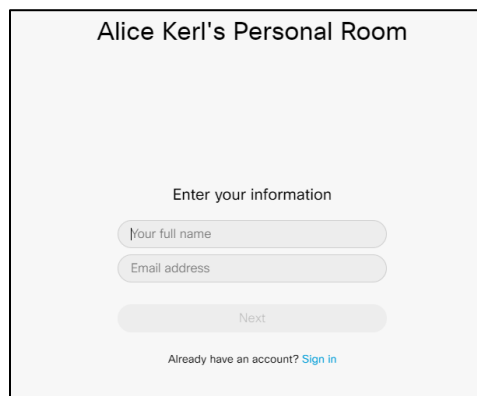 Alice Kerl's Personal Room
Enter your information
Your full name
Email address
Next
Already have an account? Sign in